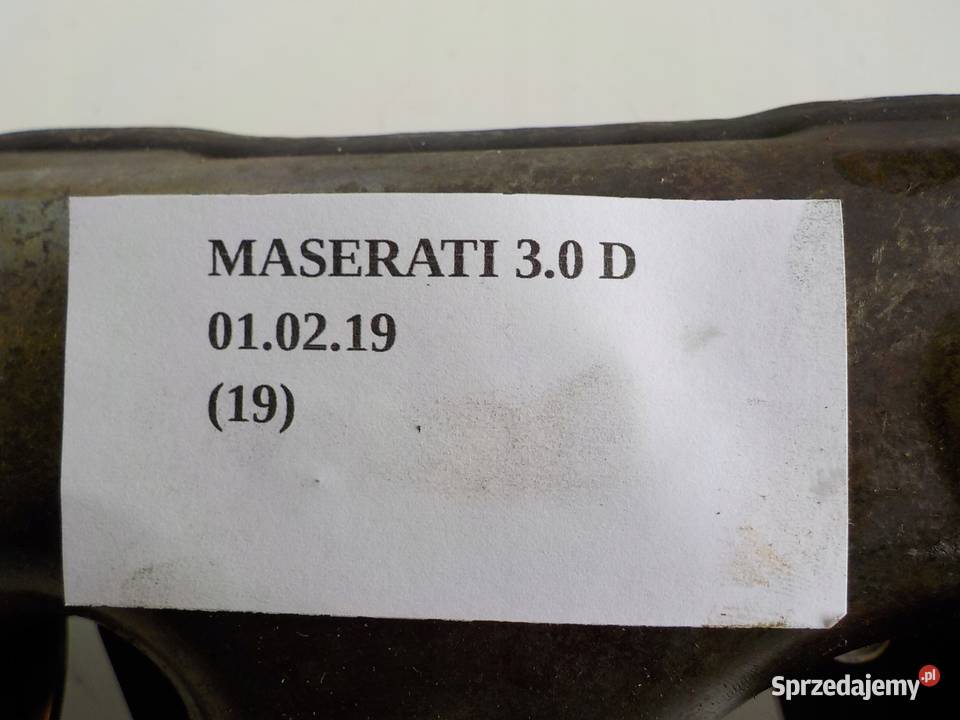 MASERATI 3.0 D
01.02.19
(19)
Sprzedajemy.pl